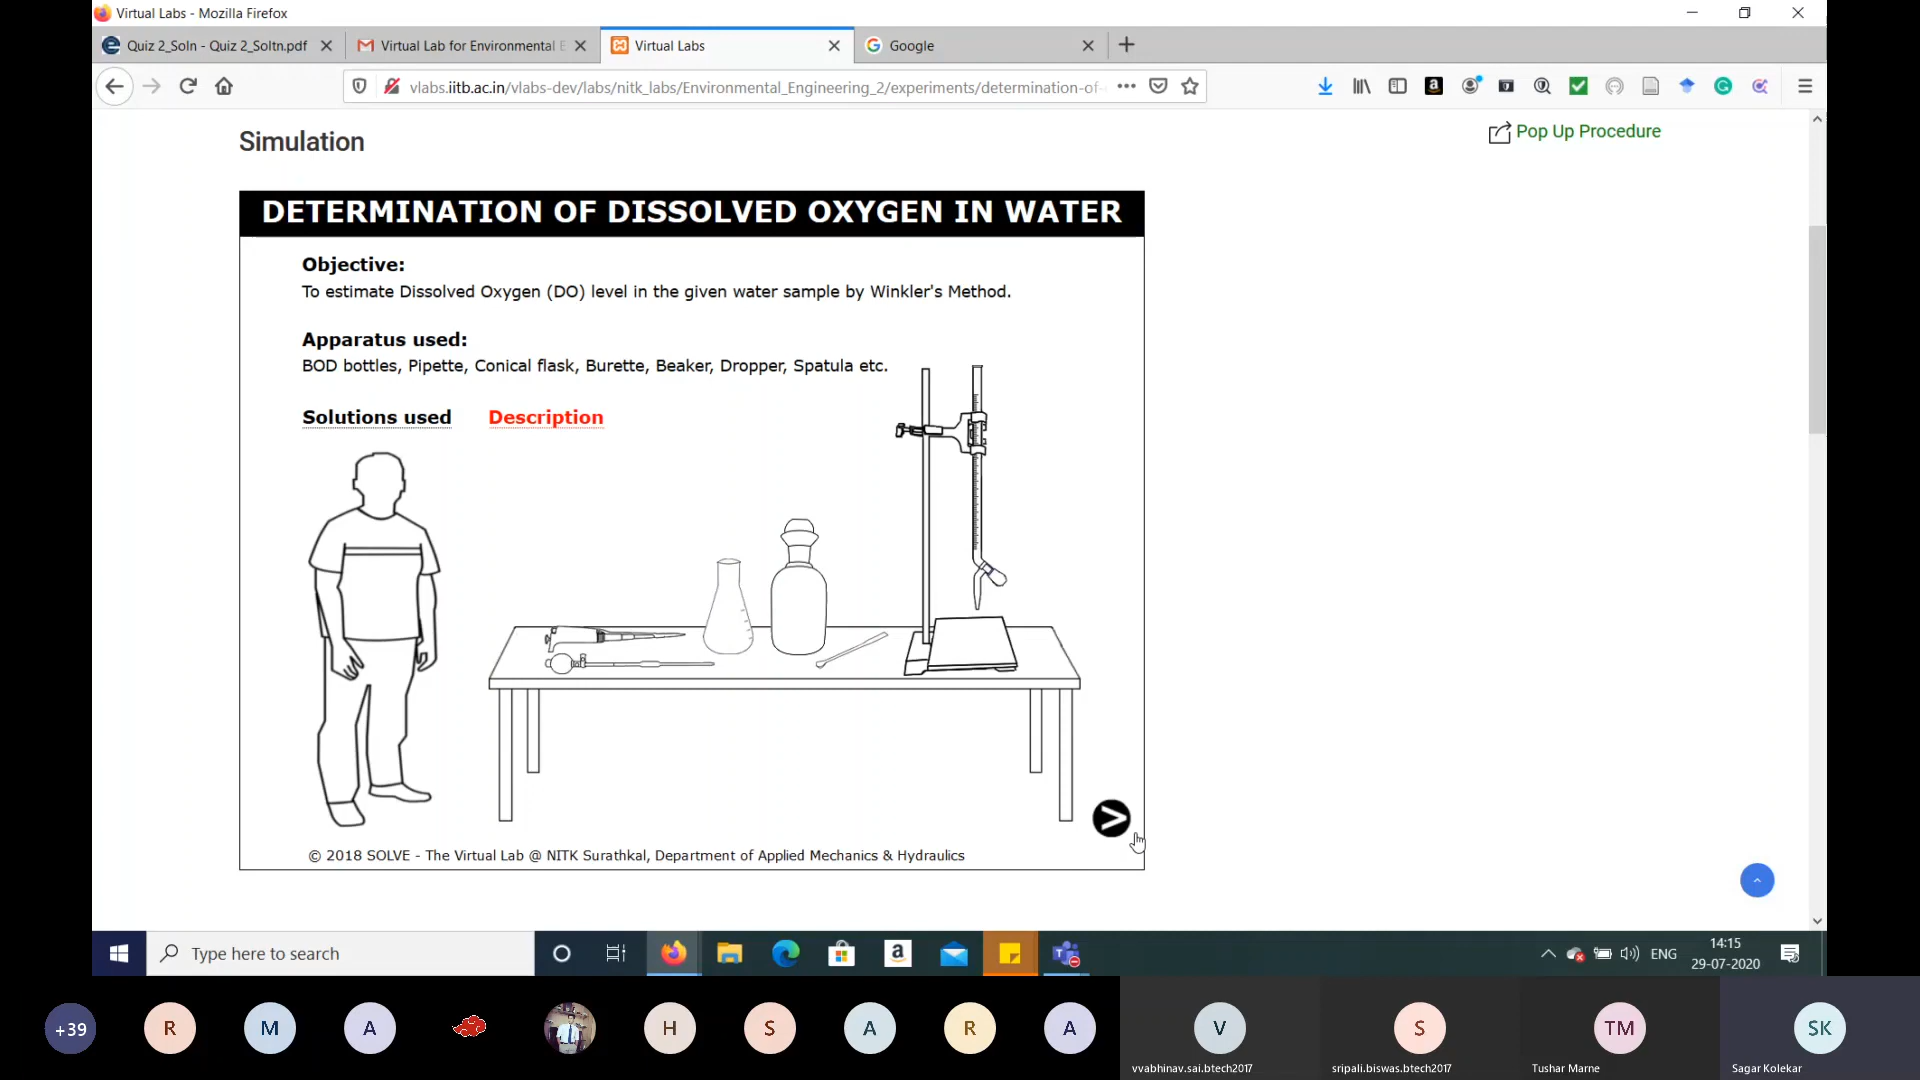 Virtual Labs - Mozilla Firefox
Quiz 2_Soln - Quiz 2_Soltn.pdf
Virtual Lab for Environmental E
Virtual Labs
Google
vlabs.iitb.ac.in/vlabs-dev/labs/nitk_labs/Environmental_Engineering_2/experiments/determination-of-
Simulation
Pop Up Procedure
DETERMINATION OF DISSOLVED OXYGEN IN WATER
Objective:
To estimate Dissolved Oxygen (DO) level in the given water sample by Winkler's Method.
Apparatus used:
BOD bottles, Pipette, Conical flask, Burette, Beaker, Dropper, Spatula etc.
Solutions used Description
© 2018 SOLVE - The Virtual Lab @ NITK Surathkal, Department of Applied Mechanics & Hydraulics
Type here to search
ENG
14:15
29-07-2020
+39 R M A H S A R A V S TM SK
vvabhinav.sai.btech2017 sripali.biswas.btech2017 Tushar Marne Sagar Kolekar